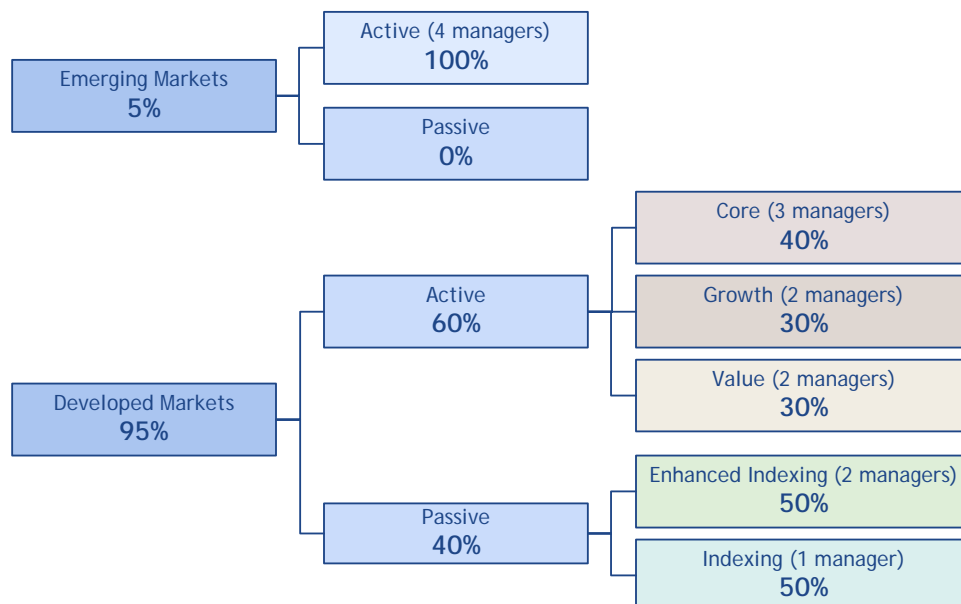 Active (4 managers)
100%
Emerging Markets
5%
Passive
0%
Core (3 managers)
40%
Active
60%
Growth (2 managers)
30%
Value (2 managers)
30%
Developed Markets
95%
Enhanced Indexing (2 managers)
50%
Passive
40%
Indexing (1 manager)
50%